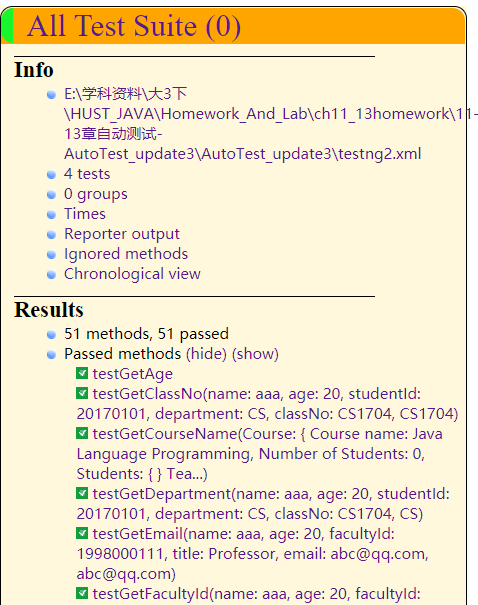 All Test Suite (0)
Info
E:\学科资料\大3下
\HUST_JAVA\Homework_And_Lab\ch11_13homework\11-
13章自动测试-
AutoTest_update3\AutoTest_update3\testng2.xml
4 tests
0 groups
Times
Reporter output
Ignored methods
Chronological view
Results
51 methods, 51 passed
Passed methods (hide) (show)
testGetAge
testGetClassNo(name: aaa, age: 20, studentId:
20170101, department: CS, classNo: CS1704, CS1704)
testGetCourseName(Course: { Course name: Java
Language Programming, Number of Students: 0,
Students: { } Tea...)
testGetDepartment(name: aaa, age: 20, studentId:
20170101, department: CS, classNo: CS1704, CS)
testGetEmail(name: aaa, age: 20, facultyId:
1998000111, title: Professor, email: abc@qq.com,
abc@qq.com)
testGetFacultyId(name: aaa, age: 20, facultyId: